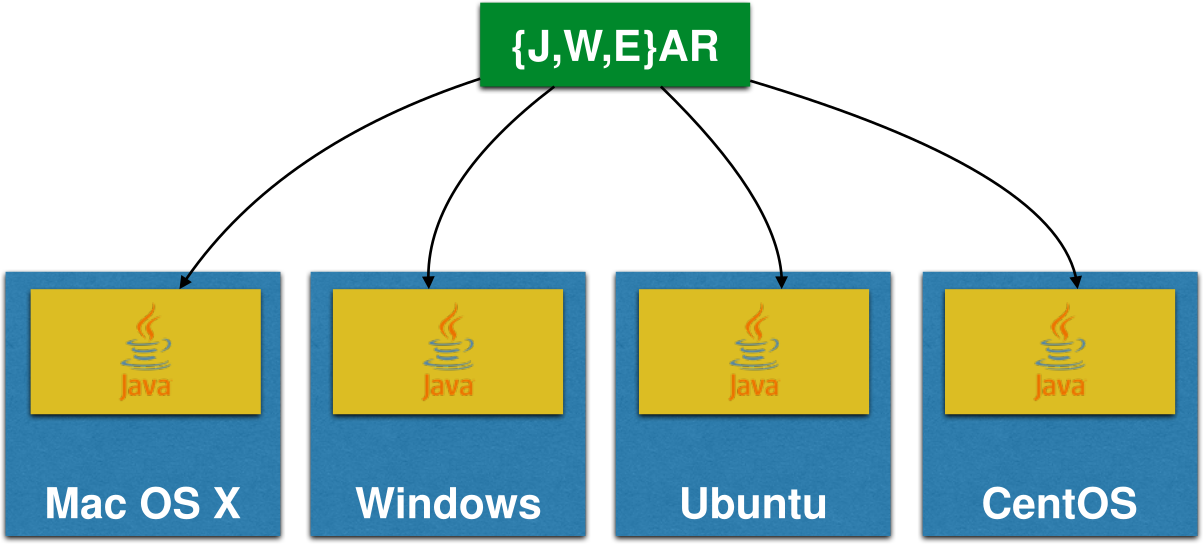 {J,W,E}AR
Java
Java
Java
Java
Mac OS X
Windows
Ubuntu
CentOS